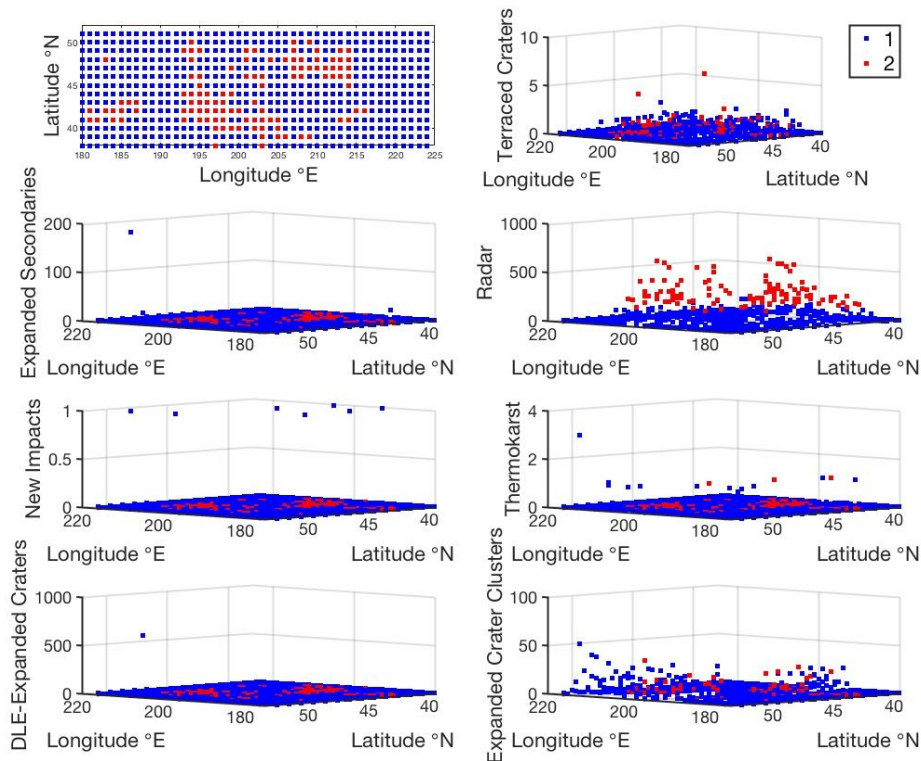 50
45
40
Latitude °N
180 185 190 195 200 205 210 215 220 225
Longitude °E
10
5
0
Terraced Craters
220 200 180 50 45 40
Longitude °E Latitude °N
1
2
200
100
0
Expanded Secondaries
220 200 180 50 45 40
Longitude °E Latitude °N
1000
500
0
Radar
220 200 180 50 45 40
Longitude °E Latitude °N
1
0.5
0
New Impacts
220 200 180 50 45 40
Longitude °E Latitude °N
4
2
0
Thermokarst
220 200 180 50 45 40
Longitude °E Latitude °N
1000
500
0
DLE-Expanded Craters
220 200 180 50 45 40
Longitude °E Latitude °N
100
50
0
Expanded Crater Clusters
220 200 180 50 45 40
Longitude °E Latitude °N